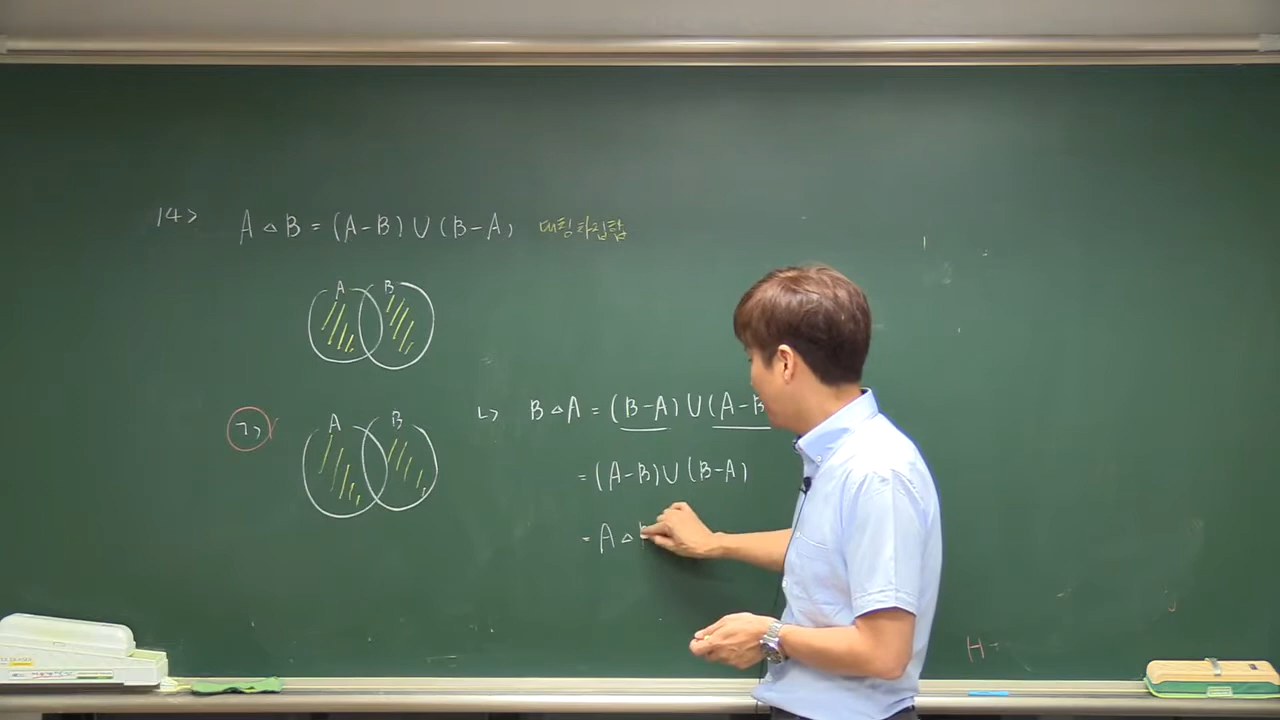 14> A △ B = (A-B) ∪ (B-A) 대칭차집합
A B
ㄱ> A B
ㄴ> B △ A = (B-A) ∪ (A-B
= (A-B) ∪ (B-A)
= A △
H